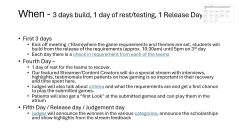 When - 3 days build, 1 day of rest/testing, 1 Release Day
• First 3 days
• Kick off meeting (10am)where the game requirements and themes are set, students will
build from the release of the requirements (approx. 10:30am) until 5pm on 3rd day
• Each day there is a check in requirement from each of the teams
• Fourth Day –
• 1 day of rest for the teams to recover.
• Our featured Streamer/Content Creators will do a special stream with interviews,
highlights, testimonials from patients on how gaming is so important in their recovery
and life spent here.
• Judges will also talk about criteria and what the requirements are and get a first chance
to play the submitted games.
• Patients will also get a "first Look" at the submitted games and can play them in the
atrium
• Fifth Day / Release day / Judgement day
• Judges will announce the winners in the various categories, announce the scholarships
and show highlights from the stream feedback